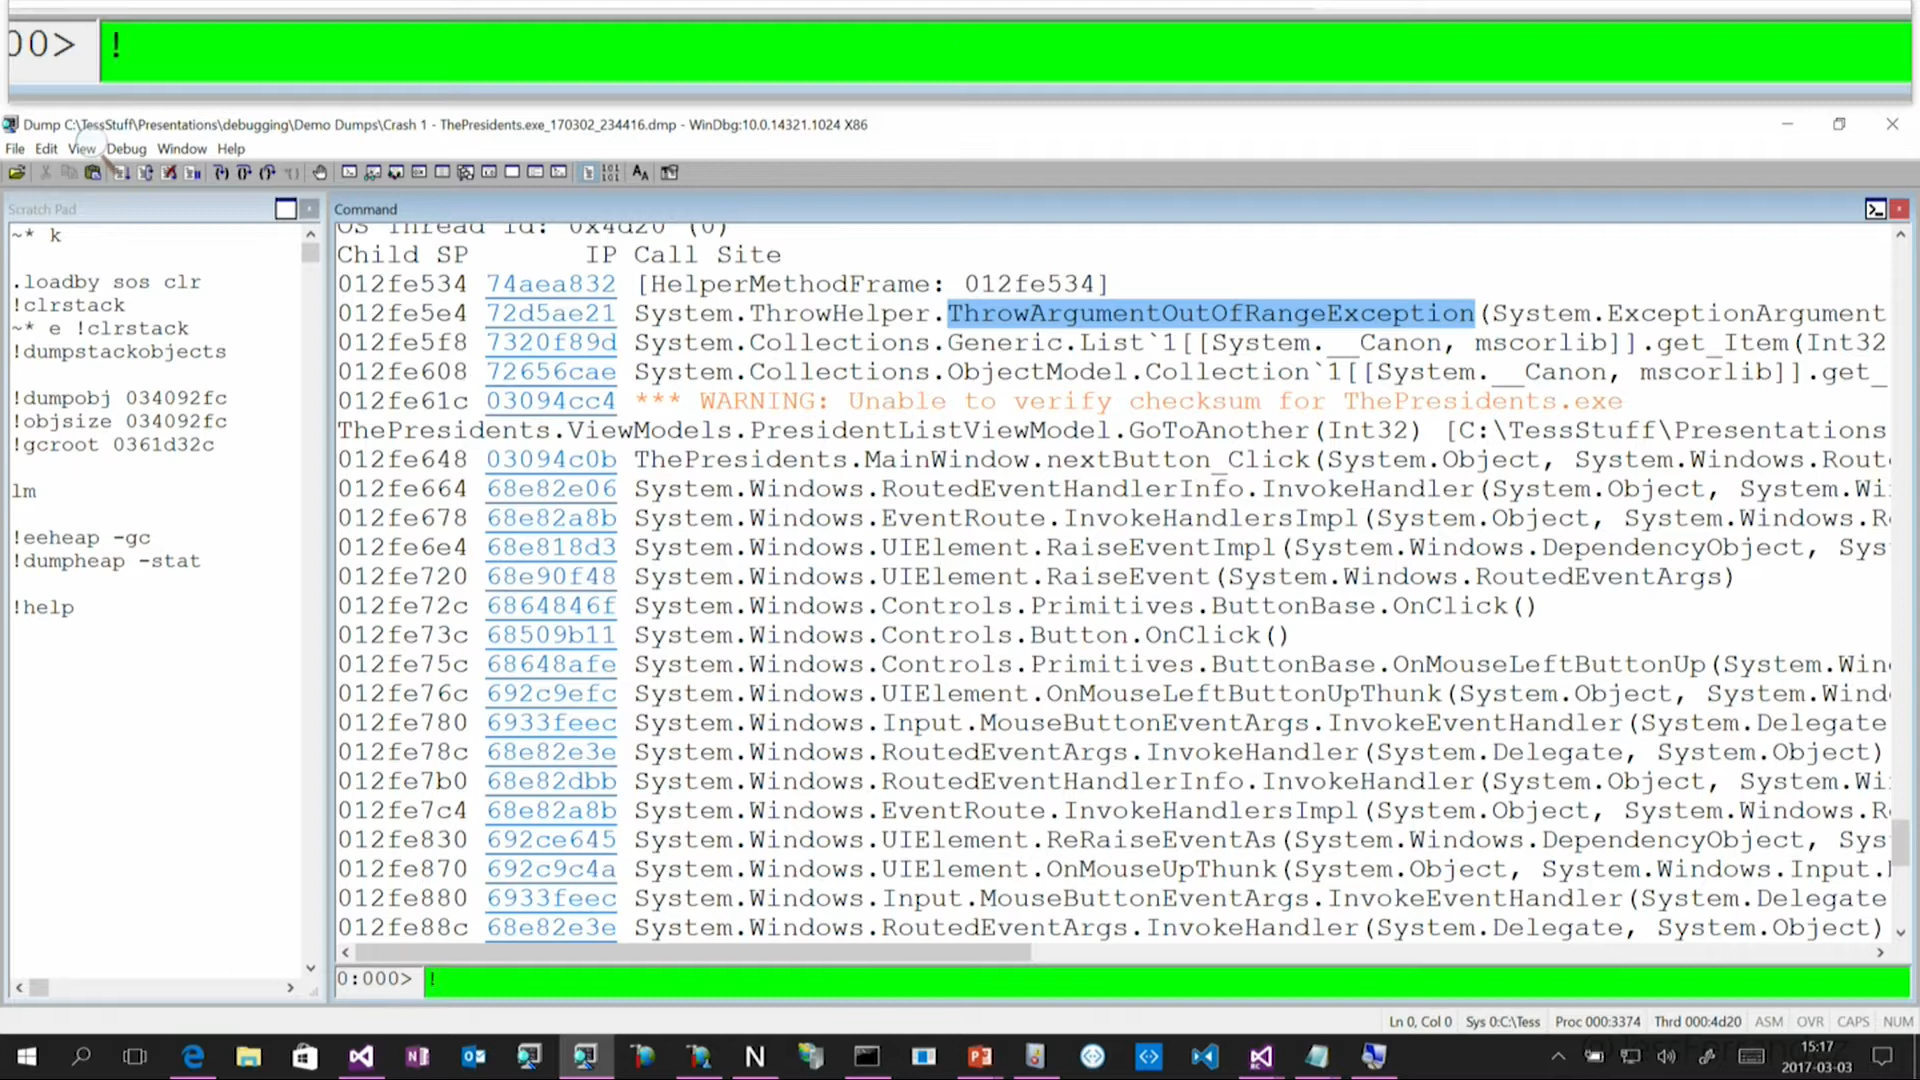 00> !
Dump C:\TessStuff\Presentations\debugging\Demo Dumps\Crash 1 - ThePresidents.exe_170302_234416.dmp - WinDbg:10.0.14321.1024 X86
File Edit View Debug Window Help
Scratch Pad
~* k
.loadby sos clr
!clrstack
~* e !clrstack
!dumpstackobjects
!dumpobj 034092fc
!objsize 034092fc
!gcroot 0361d32c
lm
!eeheap -gc
!dumpheap -stat
!help
Command
OS Thread Id: 0x4d20 (0)
Child SP IP Call Site
012fe534 74aea832 [HelperMethodFrame: 012fe534]
012fe5e4 72d5ae21 System.ThrowHelper.ThrowArgumentOutOfRangeException(System.ExceptionArgument
012fe5f8 7320f89d System.Collections.Generic.List`1[[System.__Canon, mscorlib]].get_Item(Int32
012fe608 72656cae System.Collections.ObjectModel.Collection`1[[System.__Canon, mscorlib]].get_
012fe61c 03094cc4 *** WARNING: Unable to verify checksum for ThePresidents.exe
ThePresidents.ViewModels.PresidentListViewModel.GoToAnother(Int32) [C:\TessStuff\Presentations
012fe648 03094c0b ThePresidents.MainWindow.nextButton_Click(System.Object, System.Windows.Rout
012fe664 68e82e06 System.Windows.RoutedEventHandlerInfo.InvokeHandler(System.Object, System.Wi
012fe678 68e82a8b System.Windows.EventRoute.InvokeHandlersImpl(System.Object, System.Windows.R
012fe6e4 68e818d3 System.Windows.UIElement.RaiseEventImpl(System.Windows.DependencyObject, Sys
012fe720 68e90f48 System.Windows.UIElement.RaiseEvent(System.Windows.RoutedEventArgs)
012fe72c 6864846f System.Windows.Controls.Primitives.ButtonBase.OnClick()
012fe73c 68509b11 System.Windows.Controls.Button.OnClick()
012fe75c 68648afe System.Windows.Controls.Primitives.ButtonBase.OnMouseLeftButtonUp(System.Win
012fe76c 692c9efc System.Windows.UIElement.OnMouseLeftButtonUpThunk(System.Object, System.Wind
012fe780 6933feec System.Windows.Input.MouseButtonEventArgs.InvokeEventHandler(System.Delegate
012fe78c 68e82e3e System.Windows.RoutedEventArgs.InvokeHandler(System.Delegate, System.Object)
012fe7b0 68e82dbb System.Windows.RoutedEventHandlerInfo.InvokeHandler(System.Object, System.Wi
012fe7c4 68e82a8b System.Windows.EventRoute.InvokeHandlersImpl(System.Object, System.Windows.R
012fe830 692ce645 System.Windows.UIElement.ReRaiseEventAs(System.Windows.DependencyObject, Sys
012fe870 692c9c4a System.Windows.UIElement.OnMouseUpThunk(System.Object, System.Windows.Input.
012fe880 6933feec System.Windows.Input.MouseButtonEventArgs.InvokeEventHandler(System.Delegate
012fe88c 68e82e3e System.Windows.RoutedEventArgs.InvokeHandler(System.Delegate, System.Object)
0:000> !
Ln 0, Col 0 Sys 0:C:\Tess Proc 000:3374 Thrd 000:4d20 ASM OVR CAPS NUM
15:17
2017-03-03